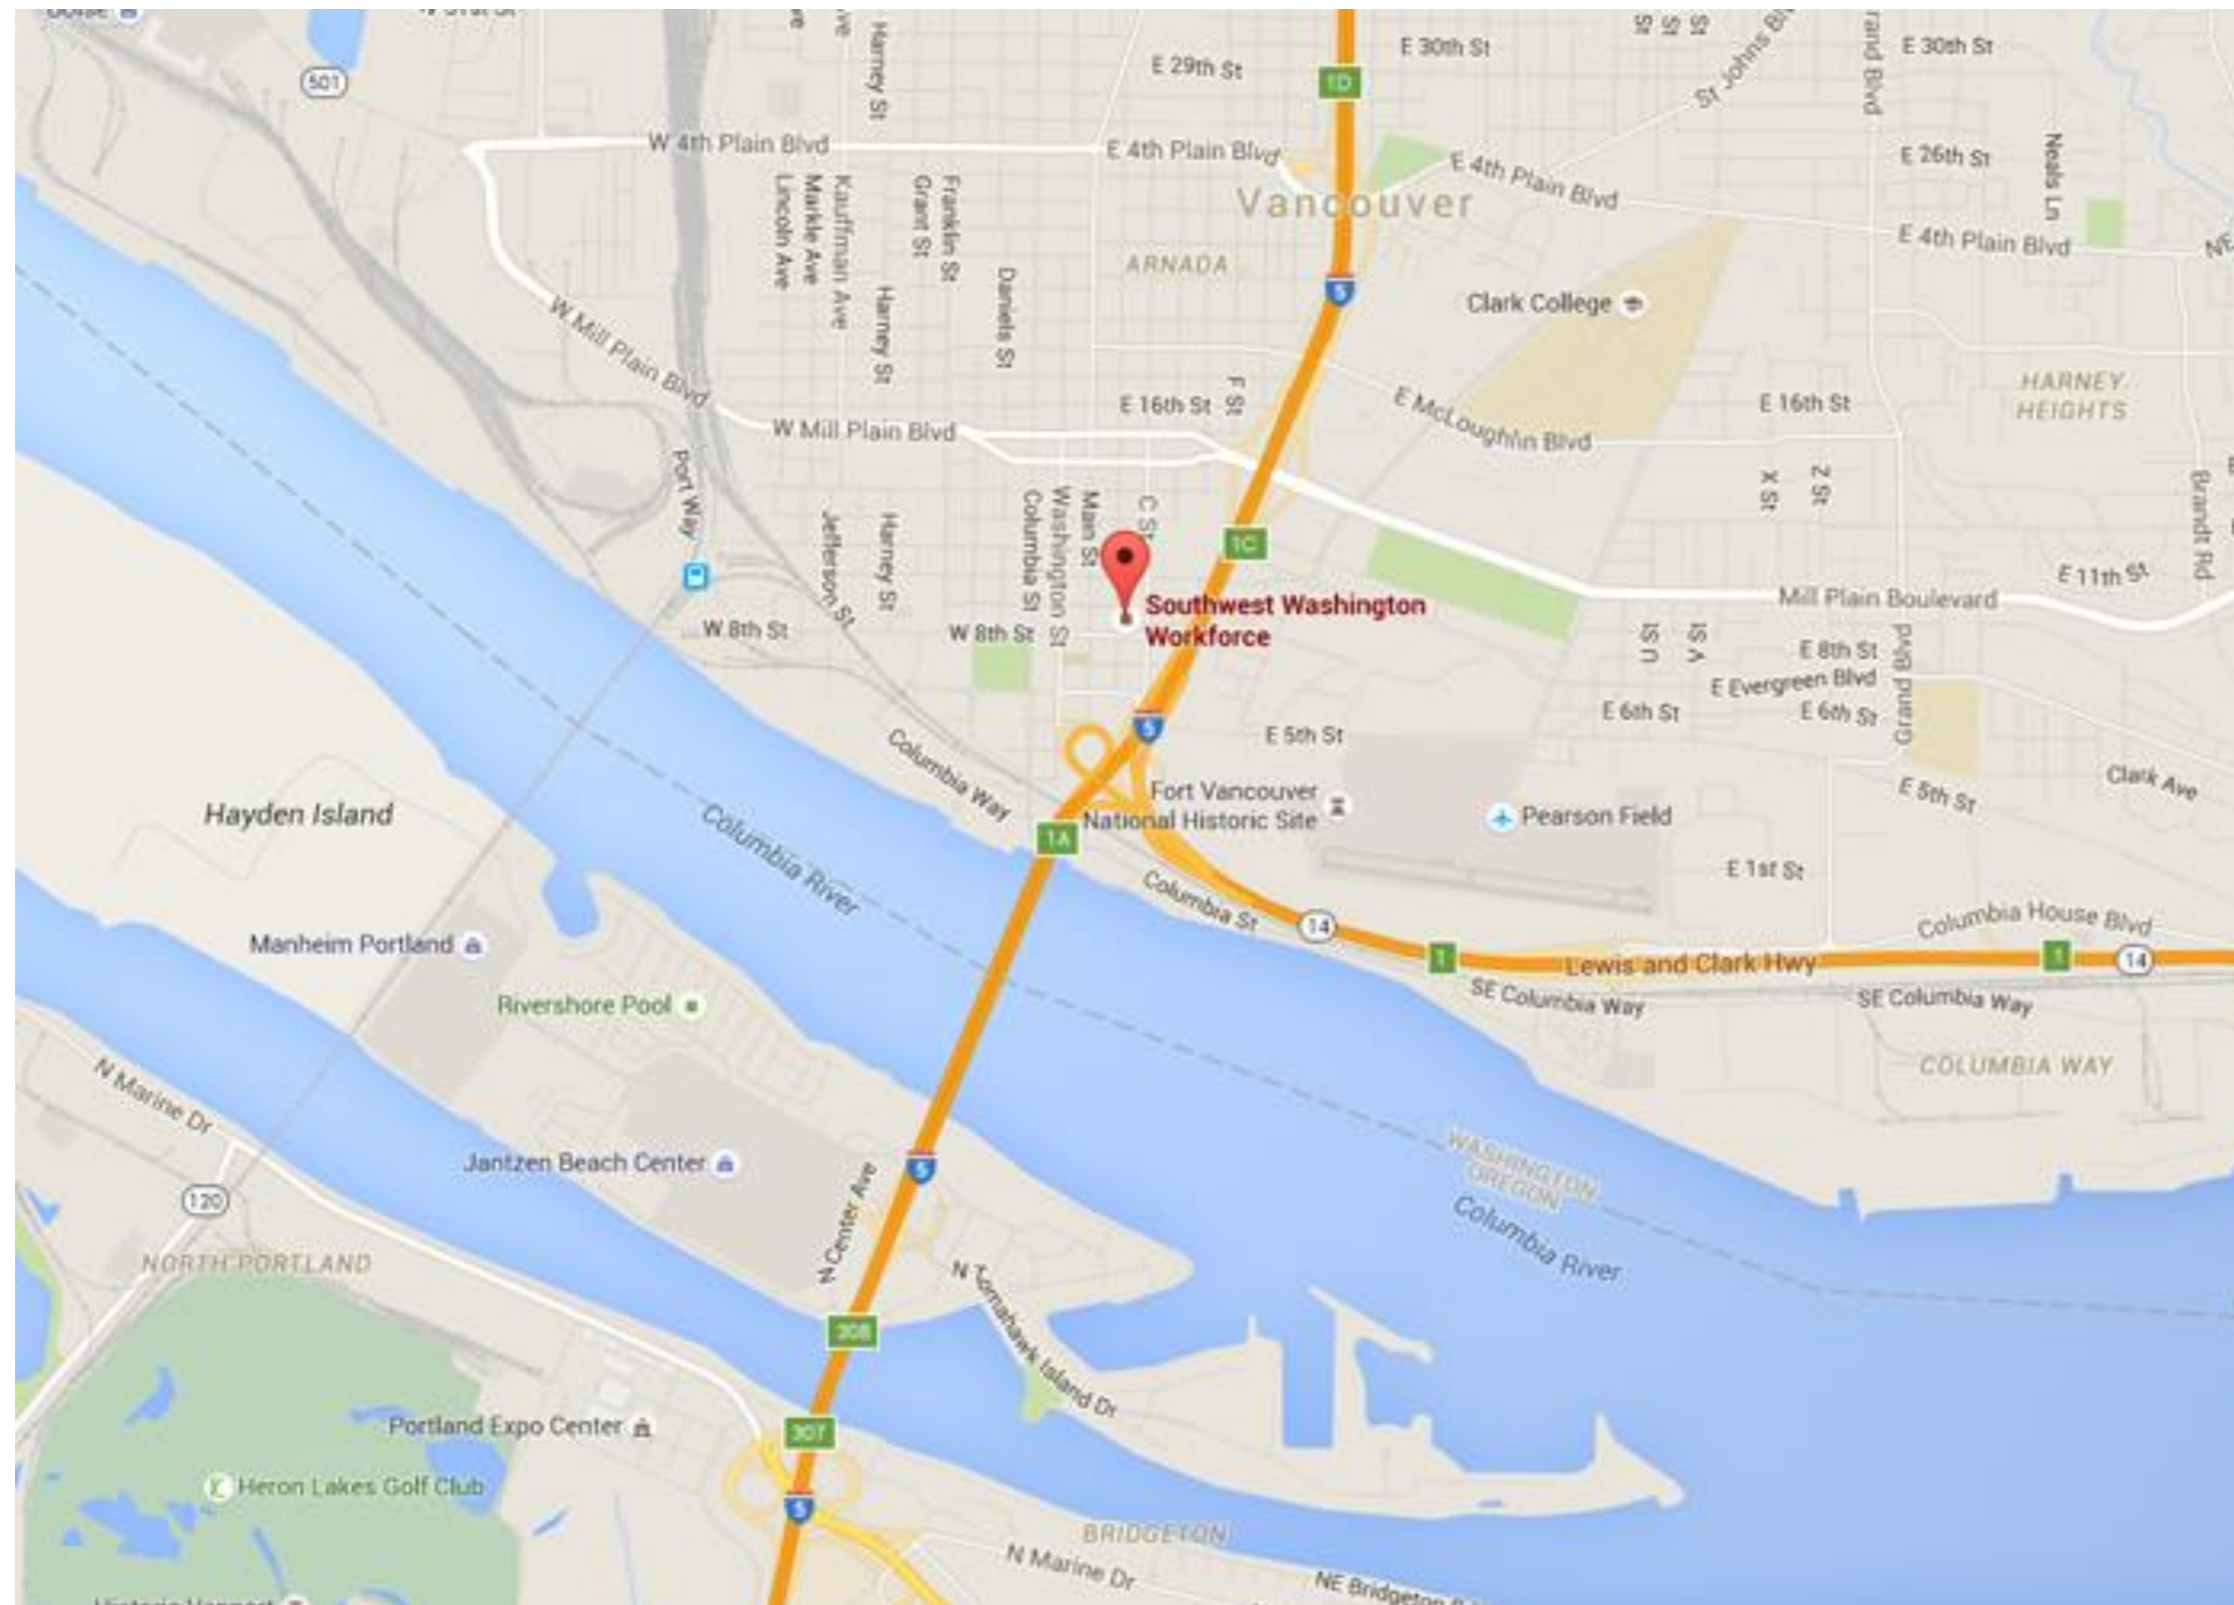 E 30th St
E 30th St
St
St
St
St Johns
Harney St
E 29th St
1D
501
W 4th Plain Blvd
E 4th Plain Blvd
E 4th Plain Blvd
E 26th St
Neals Ln
Vancouver
Lincoln Ave
Markle Ave
Kauffman Ave
Grant St
Franklin St
E 4th Plain Blvd
ARNADA
Daniels St
5
Clark College
Harney St
W Mill Plain Blvd
F St
E 16th St
E McLoughlin Blvd
E 16th St
HARNEY
HEIGHTS
W Mill Plain Blvd
Port Way
X St
Z St
Brandt Rd
Jefferson St
Harney St
Columbia St
Washington St
Main St
C St
1C
E 11th St
Mill Plain Boulevard
Southwest Washington
Workforce
W 8th St
W 8th St
U St
V St
E 8th St
Grand Blvd
E Evergreen Blvd
E 6th St
E 6th St
5
E 5th St
Columbia Way
Clark Ave
E 5th St
Fort Vancouver
National Historic Site
Pearson Field
Hayden Island
Columbia River
1A
E 1st St
Columbia St
14
Columbia House Blvd
Manheim Portland
1
Lewis and Clark Hwy
1
14
Rivershore Pool
SE Columbia Way
SE Columbia Way
COLUMBIA WAY
N Marine Dr
Jantzen Beach Center
5
N Center Ave
WASHINGTON
OREGON
Columbia River
120
NORTH PORTLAND
N Tomahawk Island Dr
308
Portland Expo Center
307
Heron Lakes Golf Club
5
BRIDGETON
N Marine Dr
NE Bridgeton